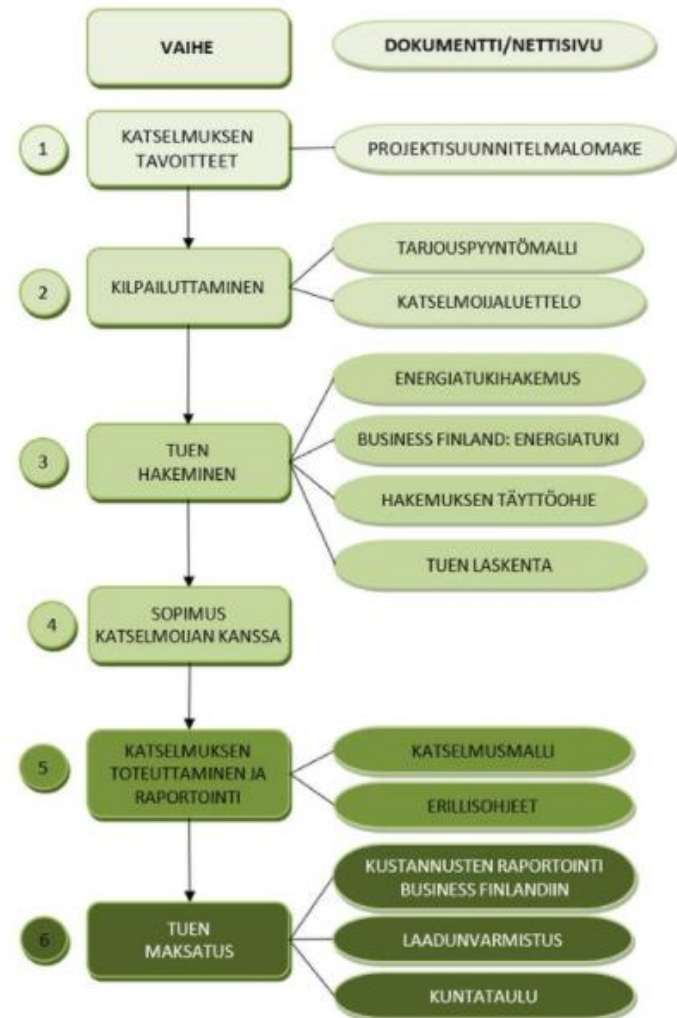 VAIHE
DOKUMENTTI/NETTISIVU
1
KATSELMUKSEN
TAVOITTEET
PROJEKTISUUNNITELMALOMAKE
2
KILPAILUTTAMINEN
TARJOUSPYYNTÖMALLI
KATSELMOIJALUETTELO
3
TUEN
HAKEMINEN
ENERGIATUKIHAKEMUS
BUSINESS FINLAND: ENERGIATUKI
HAKEMUKSEN TÄYTTÖOHJE
TUEN LASKENTA
4
SOPIMUS
KATSELMOIJAN KANSSA
5
KATSELMUKSEN
TOTEUTTAMINEN JA
RAPORTOINTI
KATSELMUSMALLI
ERILLISOHJEET
6
TUEN
MAKSATUS
KUSTANNUSTEN RAPORTOINTI
BUSINESS FINLANDIIN
LAADUNVARMISTUS
KUNTATAULU